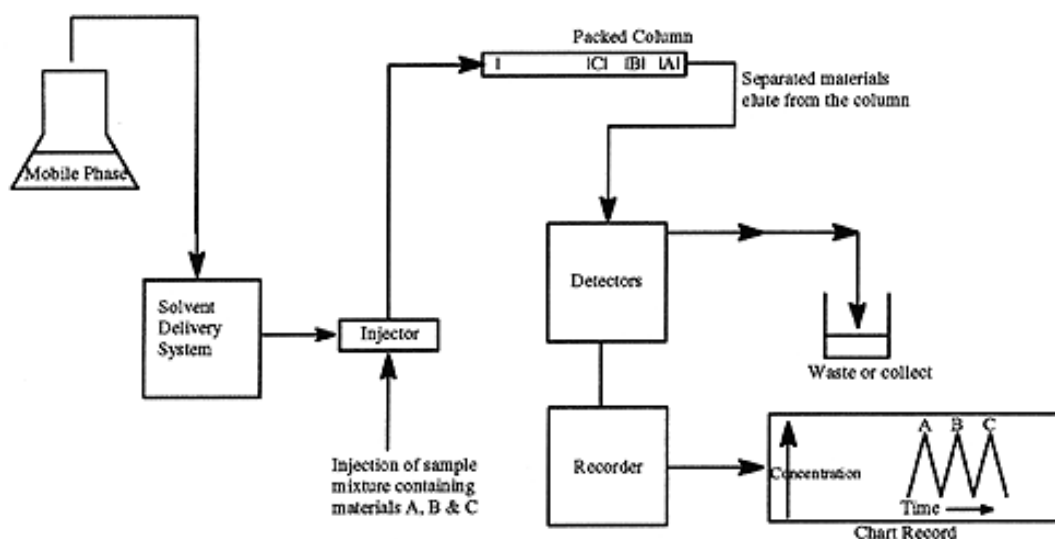 Packed Column
|C| |B| |A|
Separated materials
elute from the column
Mobile Phase
Solvent
Delivery
System
Injector
Detectors
Waste or collect
Injection of sample
mixture containing
materials A, B & C
Recorder
A B C
Concentration
Time
Chart Record